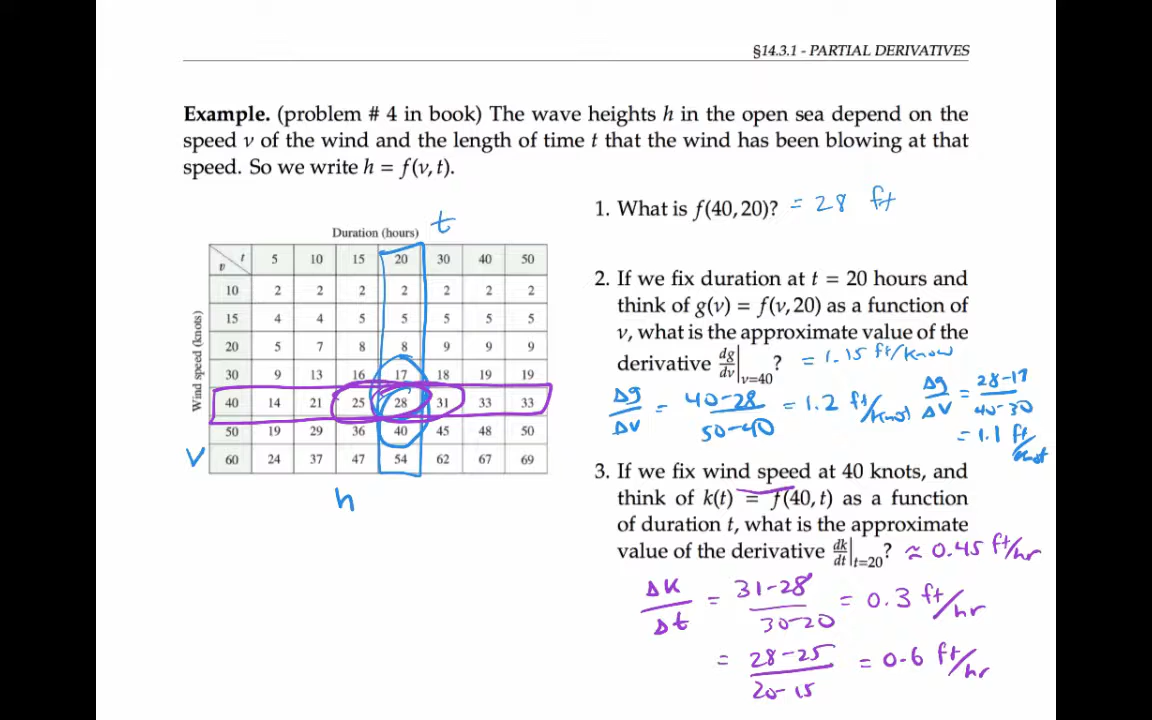 §14.3.1 - PARTIAL DERIVATIVES
Example. (problem # 4 in book) The wave heights h in the open sea depend on the
speed v of the wind and the length of time t that the wind has been blowing at that
speed. So we write h = f(v, t).
1. What is f(40, 20)? = 28 ft
t
Duration (hours)
v t 5 10 15 20 30 40 50
10 2 2 2 2 2 2 2
15 4 4 5 5 5 5 5
20 5 7 8 8 9 9 9
30 9 13 16 17 18 19 19
40 14 21 25 28 31 33 33
50 19 29 36 40 45 48 50
60 24 37 47 54 62 67 69
Wind speed (knots)
v
h
2. If we fix duration at t = 20 hours and
think of g(v) = f(v, 20) as a function of
v, what is the approximate value of the
derivative dg/dv|v=40? = 1.15 ft/know
Δg/Δv = 40-28/50-40 = 1.2 ft/knot
Δg/Δv = 28-17/40-30
= 1.1 ft/knot
3. If we fix wind speed at 40 knots, and
think of k(t) = f(40, t) as a function
of duration t, what is the approximate
value of the derivative dk/dt|t=20? ≈ 0.45 ft/hr
Δk/Δt = 31-28/30-20 = 0.3 ft/hr
= 28-25/20-15 = 0.6 ft/hr